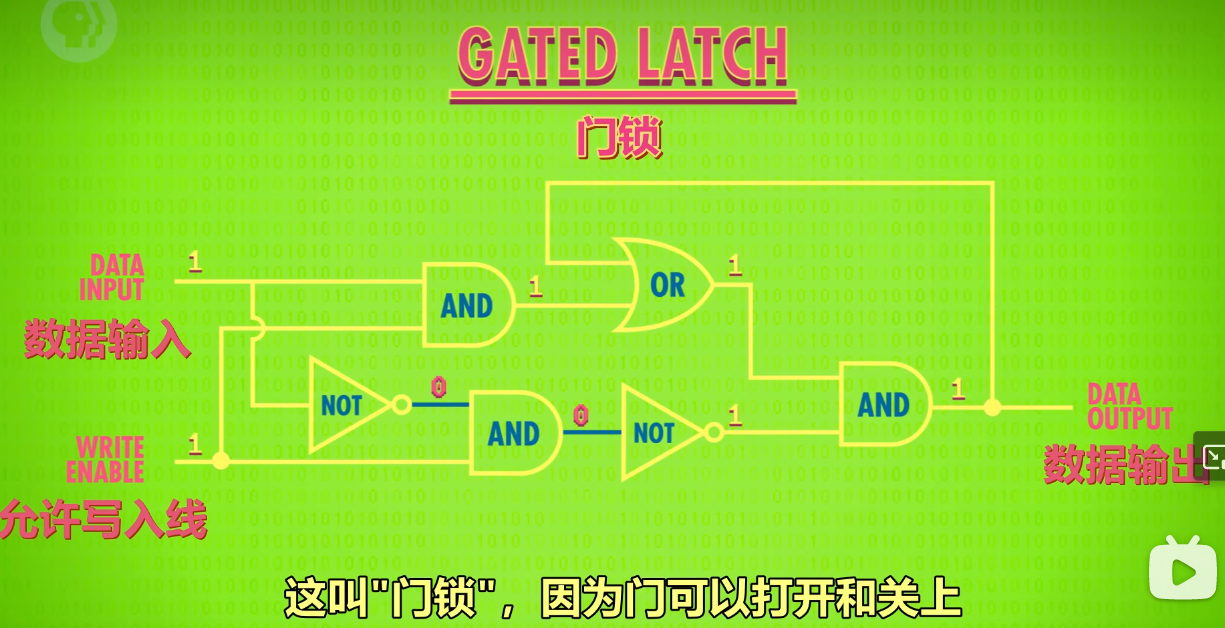 GATED LATCH
门锁
DATA
INPUT
数据输入
WRITE
ENABLE
允许写入线
1
1
AND
1
OR
1
NOT
0
AND
0
NOT
1
AND
1
DATA
OUTPUT
数据输出
这叫"门锁"，因为门可以打开和关上